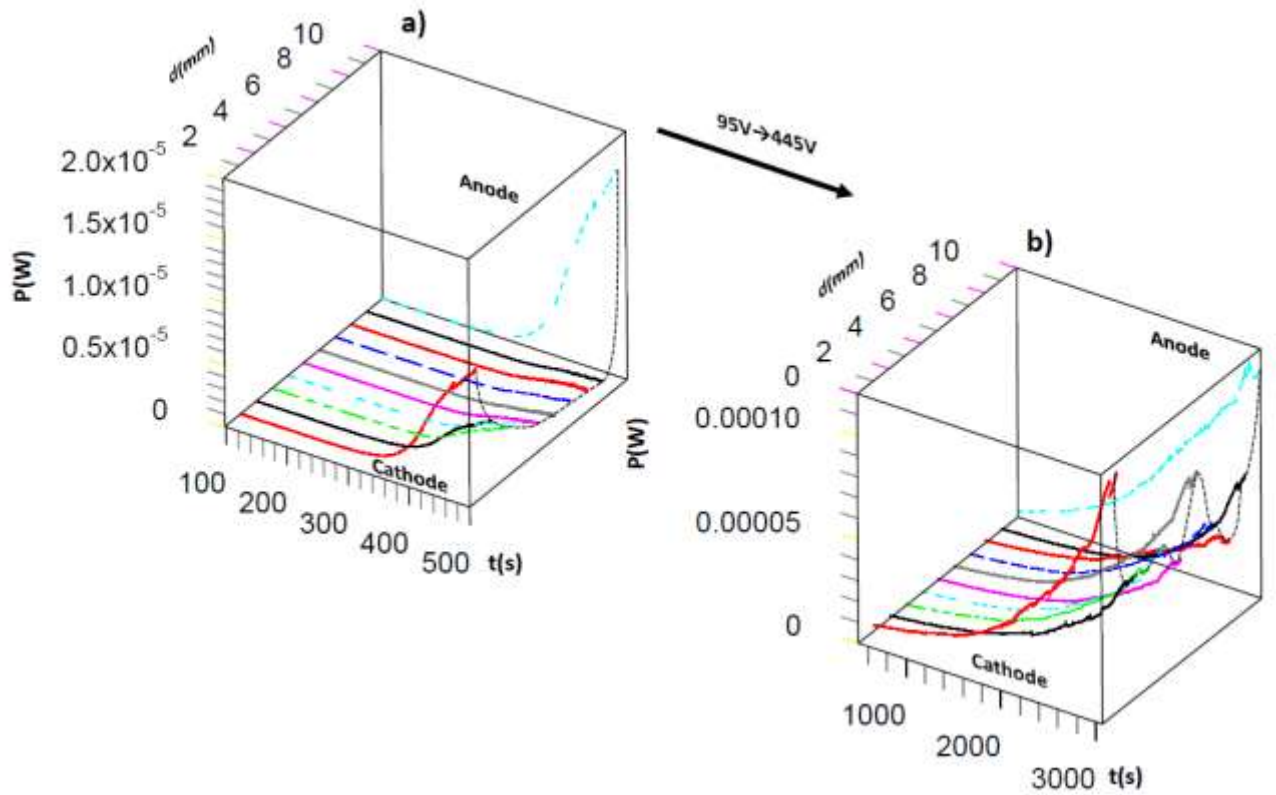 a)
d(mm)
10
8
6
4
2
2.0x10⁻⁵
1.5x10⁻⁵
1.0x10⁻⁵
0.5x10⁻⁵
0
P(W)
Anode
Cathode
100
200
300
400
500
t(s)
95V→445V
b)
d(mm)
10
8
6
4
2
0
0.00010
0.00005
0
P(W)
Anode
Cathode
1000
2000
3000
t(s)